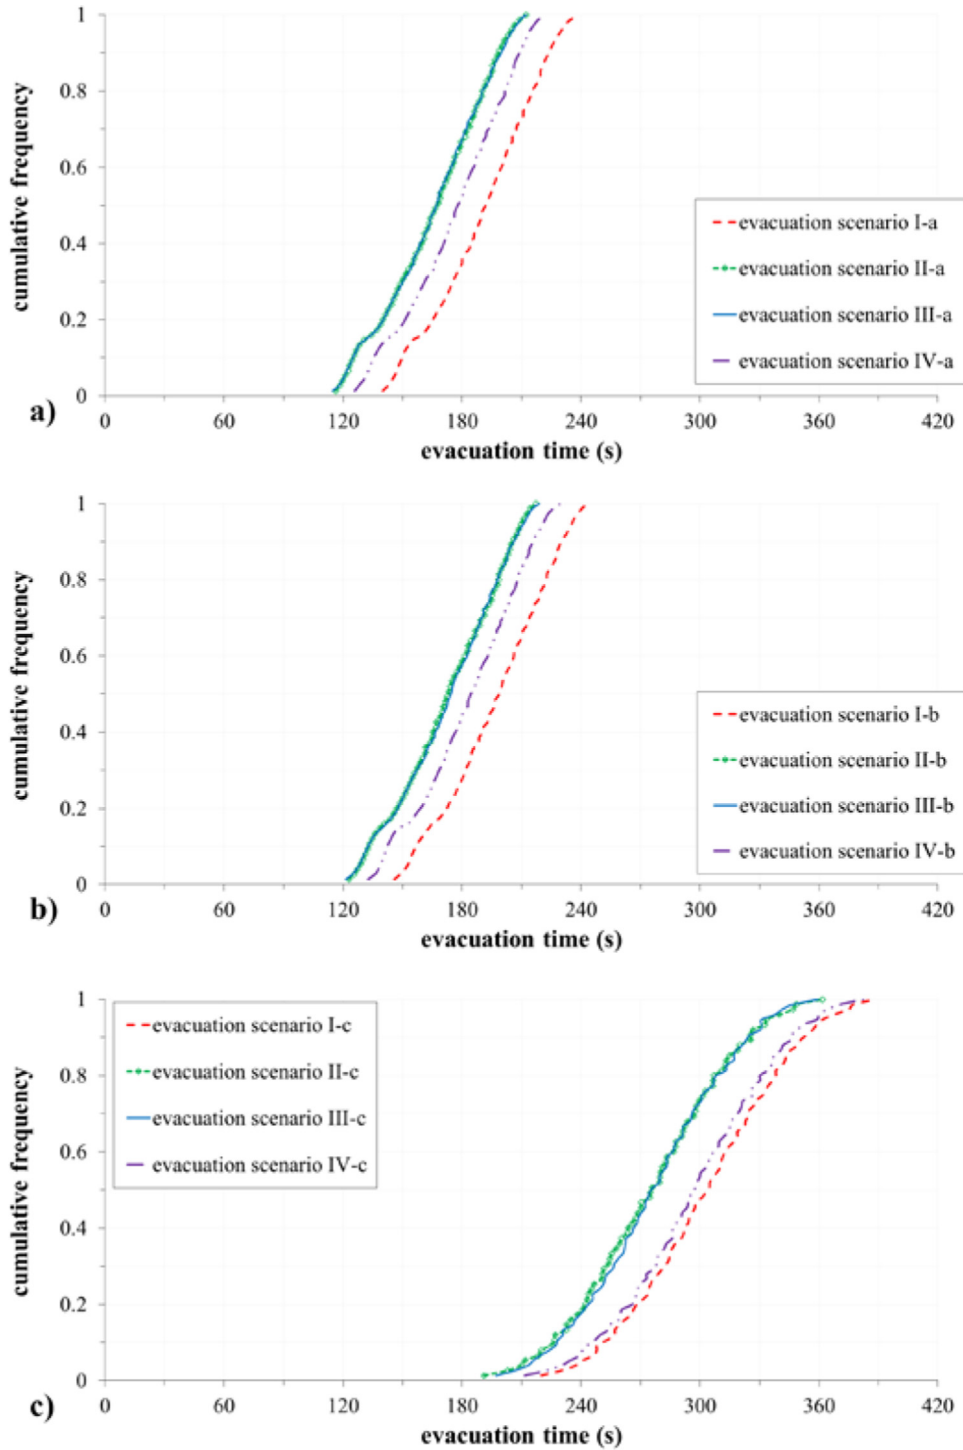 1
0.8
0.6
0.4
0.2
0
cumulative frequency
evacuation scenario I-a
evacuation scenario II-a
evacuation scenario III-a
evacuation scenario IV-a
a)
0 60 120 180 240 300 360 420
evacuation time (s)
1
0.8
0.6
0.4
0.2
0
cumulative frequency
evacuation scenario I-b
evacuation scenario II-b
evacuation scenario III-b
evacuation scenario IV-b
b)
0 60 120 180 240 300 360 420
evacuation time (s)
1
0.8
0.6
0.4
0.2
0
cumulative frequency
evacuation scenario I-c
evacuation scenario II-c
evacuation scenario III-c
evacuation scenario IV-c
c)
0 60 120 180 240 300 360 420
evacuation time (s)